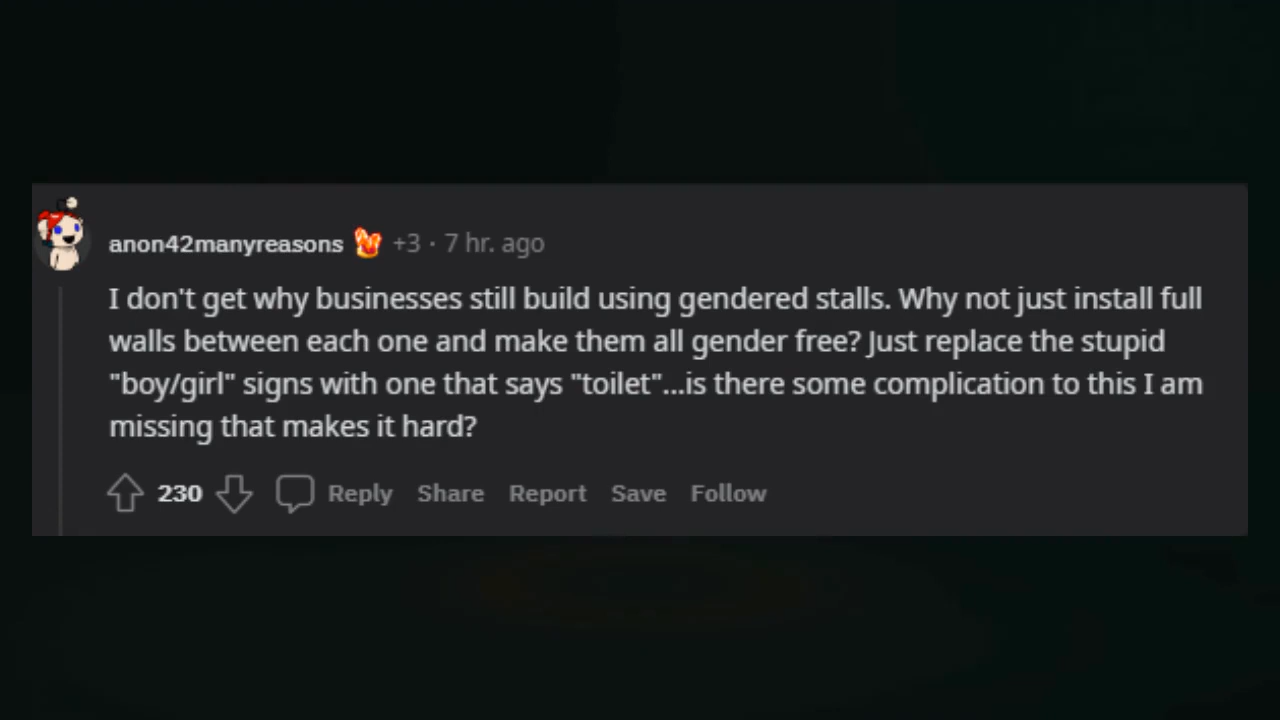 anon42manyreasons +3 · 7 hr. ago
I don't get why businesses still build using gendered stalls. Why not just install full
walls between each one and make them all gender free? Just replace the stupid
"boy/girl" signs with one that says "toilet"...is there some complication to this I am
missing that makes it hard?
230 Reply Share Report Save Follow